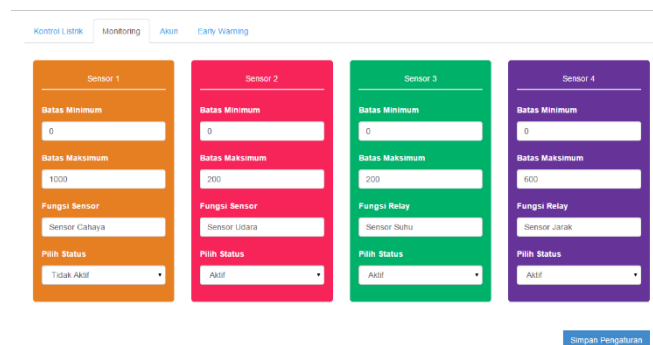 Kontrol Listrik Monitoring Akun Early Warning
Sensor 1
Batas Minimum
0
Batas Maksimum
1000
Fungsi Sensor
Sensor Cahaya
Pilih Status
Tidak Aktif
Sensor 2
Batas Minimum
0
Batas Maksimum
200
Fungsi Sensor
Sensor Udara
Pilih Status
Aktif
Sensor 3
Batas Minimum
0
Batas Maksimum
200
Fungsi Relay
Sensor Suhu
Pilih Status
Aktif
Sensor 4
Batas Minimum
0
Batas Maksimum
600
Fungsi Relay
Sensor Jarak
Pilih Status
Aktif
Simpan Pengaturan